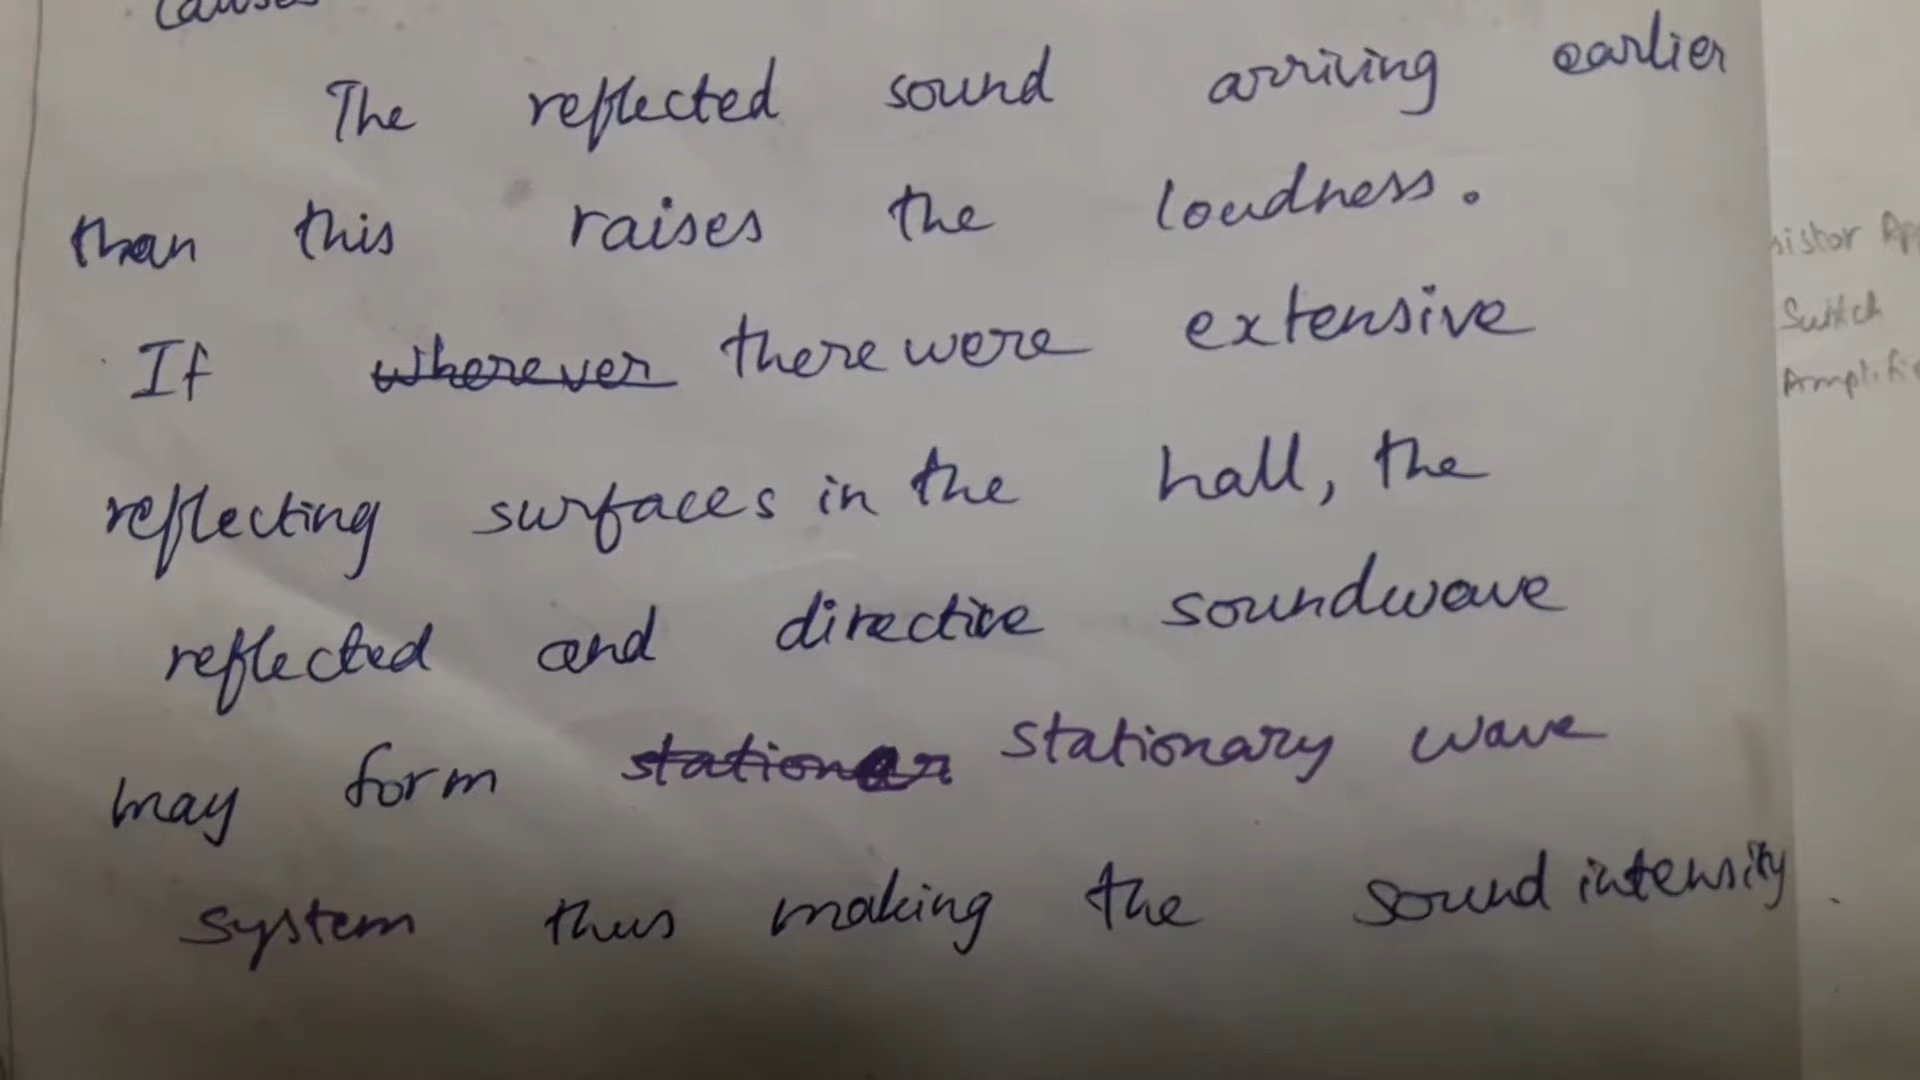 The reflected sound arriving earlier
than this raises the loudness.
If ~~wherever~~ there were extensive
reflecting surfaces in the hall, the
reflected and directive soundwave
may form ~~stationar~~ stationary wave
system thus making the sound intensity
Switch